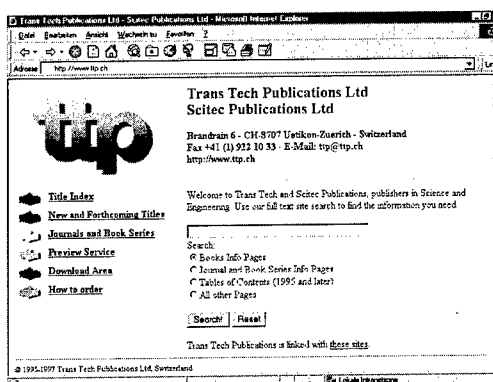 Trans Tech Publications Ltd - Scitec Publications Ltd - Microsoft Internet Explorer
Datei Bearbeiten Ansicht Wechseln zu Favoriten ?
Adresse http://www.ttp.ch
ttp
Trans Tech Publications Ltd
Scitec Publications Ltd
Brandrain 6 - CH-8707 Uetikon-Zuerich - Switzerland
Fax +41 (1) 922 10 33 - E-Mail: ttp@ttp.ch
http://www.ttp.ch
Title Index
New and Forthcoming Titles
Journals and Book Series
Preview Service
Download Area
How to order
Welcome to Trans Tech and Scitec Publications, publishers in Science and
Engineering. Use our full text site search to find the information you need
Search:
Books Info Pages
Journal and Book Series Info Pages
Tables of Contents (1995 and later)
All other Pages
Search! Reset
Trans Tech Publications is linked with these sites.
© 1995-1997 Trans Tech Publications Ltd, Switzerland